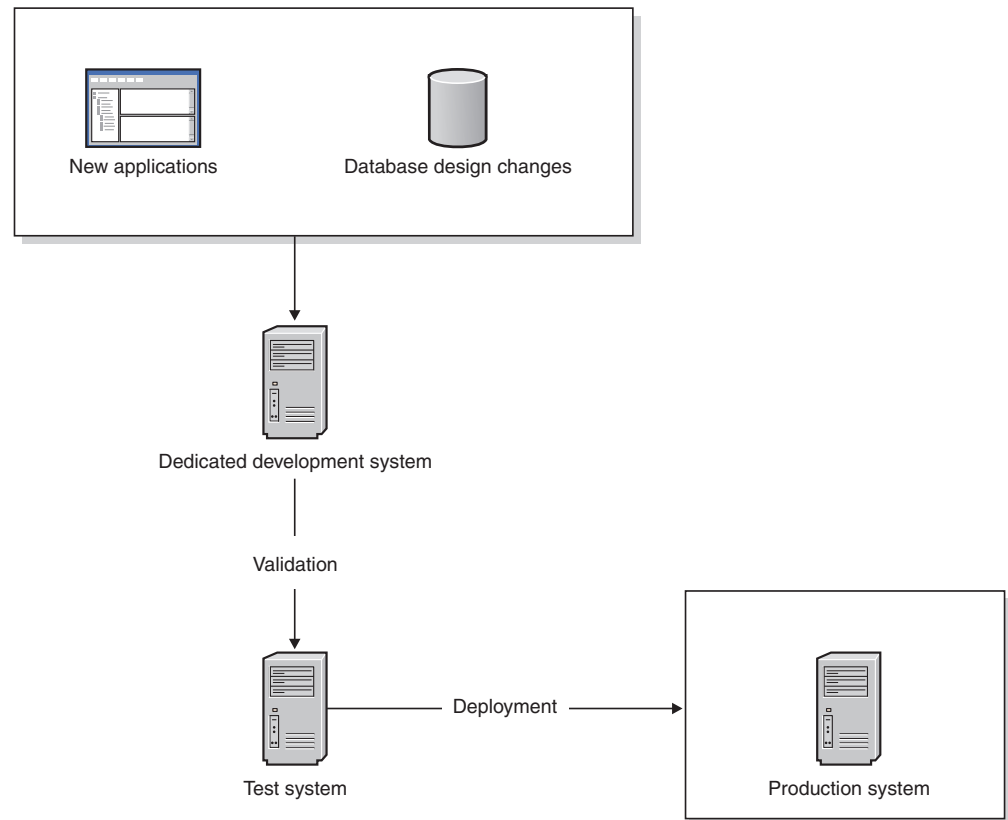 New applications
Database design changes
Dedicated development system
Validation
Deployment
Test system
Production system